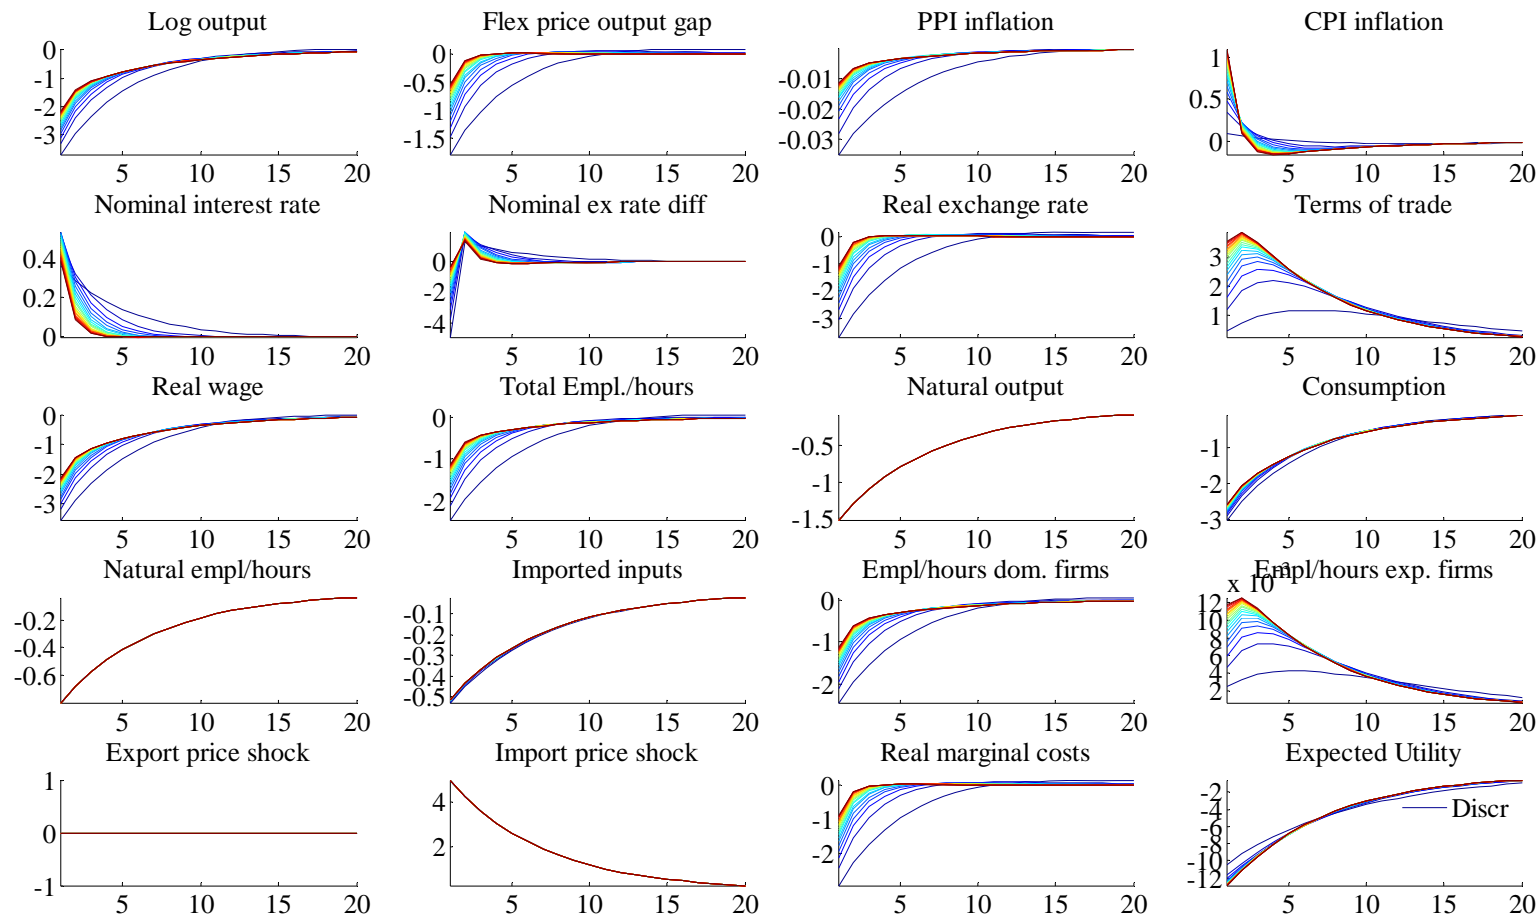 Log output
0
-1
-2
-3
5 10 15 20
Flex price output gap
0
-0.5
-1
-1.5
5 10 15 20
PPI inflation
-0.01
-0.02
-0.03
5 10 15 20
CPI inflation
1
0.5
0
5 10 15 20
Nominal interest rate
0.4
0.2
0
5 10 15 20
Nominal ex rate diff
0
-2
-4
5 10 15 20
Real exchange rate
0
-1
-2
-3
5 10 15 20
Terms of trade
3
2
1
5 10 15 20
Real wage
0
-1
-2
-3
5 10 15 20
Total Empl./hours
0
-1
-2
5 10 15 20
Natural output
-0.5
-1
-1.5
5 10 15 20
Consumption
-1
-2
-3
5 10 15 20
Natural empl/hours
-0.2
-0.4
-0.6
5 10 15 20
Imported inputs
-0.1
-0.2
-0.3
-0.4
-0.5
5 10 15 20
Empl/hours dom. firms
0
-1
-2
5 10 15 20
Empl/hours exp. firms
x 10-3
12
10
8
6
4
2
5 10 15 20
Export price shock
1
0
-1
5 10 15 20
Import price shock
4
2
5 10 15 20
Real marginal costs
0
-1
-2
5 10 15 20
Expected Utility
-2
-4
-6
-8
-10
-12
Discr
5 10 15 20